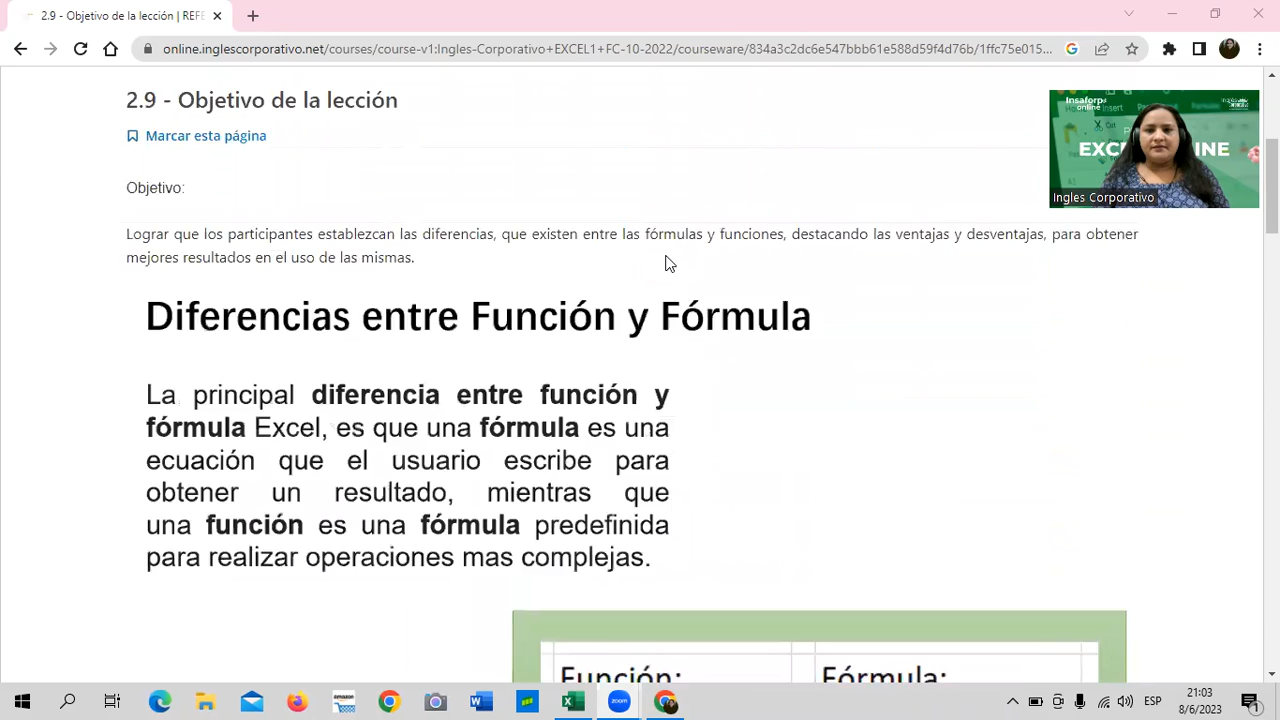 2.9 - Objetivo de la lección | REFE
online.inglescorporativo.net/courses/course-v1:Ingles-Corporativo+EXCEL1+FC-10-2022/courseware/834a3c2dc6e547bbb61e588d59f4d76b/1ffc75e015...
2.9 - Objetivo de la lección
Marcar esta página
Insaforp
online
Insert
Cut
Ingles Corporativo
Objetivo:
Lograr que los participantes establezcan las diferencias, que existen entre las fórmulas y funciones, destacando las ventajas y desventajas, para obtener
mejores resultados en el uso de las mismas.
Diferencias entre Función y Fórmula
La principal diferencia entre función y
fórmula Excel, es que una fórmula es una
ecuación que el usuario escribe para
obtener un resultado, mientras que
una función es una fórmula predefinida
para realizar operaciones mas complejas.
Función:
Fórmula:
ESP
21:03
8/6/2023